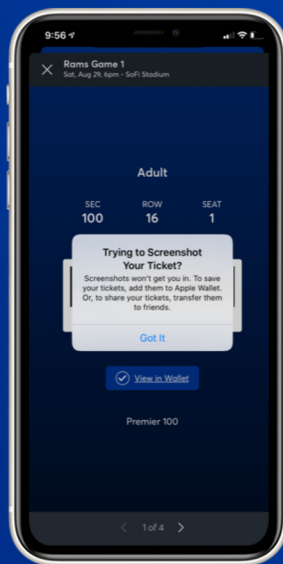 9:56
Rams Game 1
Sat, Aug 29, 6pm - SoFi Stadium
Adult
SEC ROW SEAT
100 16 1
Trying to Screenshot
Your Ticket?
Screenshots won't get you in. To save
your tickets, add them to Apple Wallet.
Or, to share your tickets, transfer them
to friends.
Got It
View in Wallet
Premier 100
1 of 4